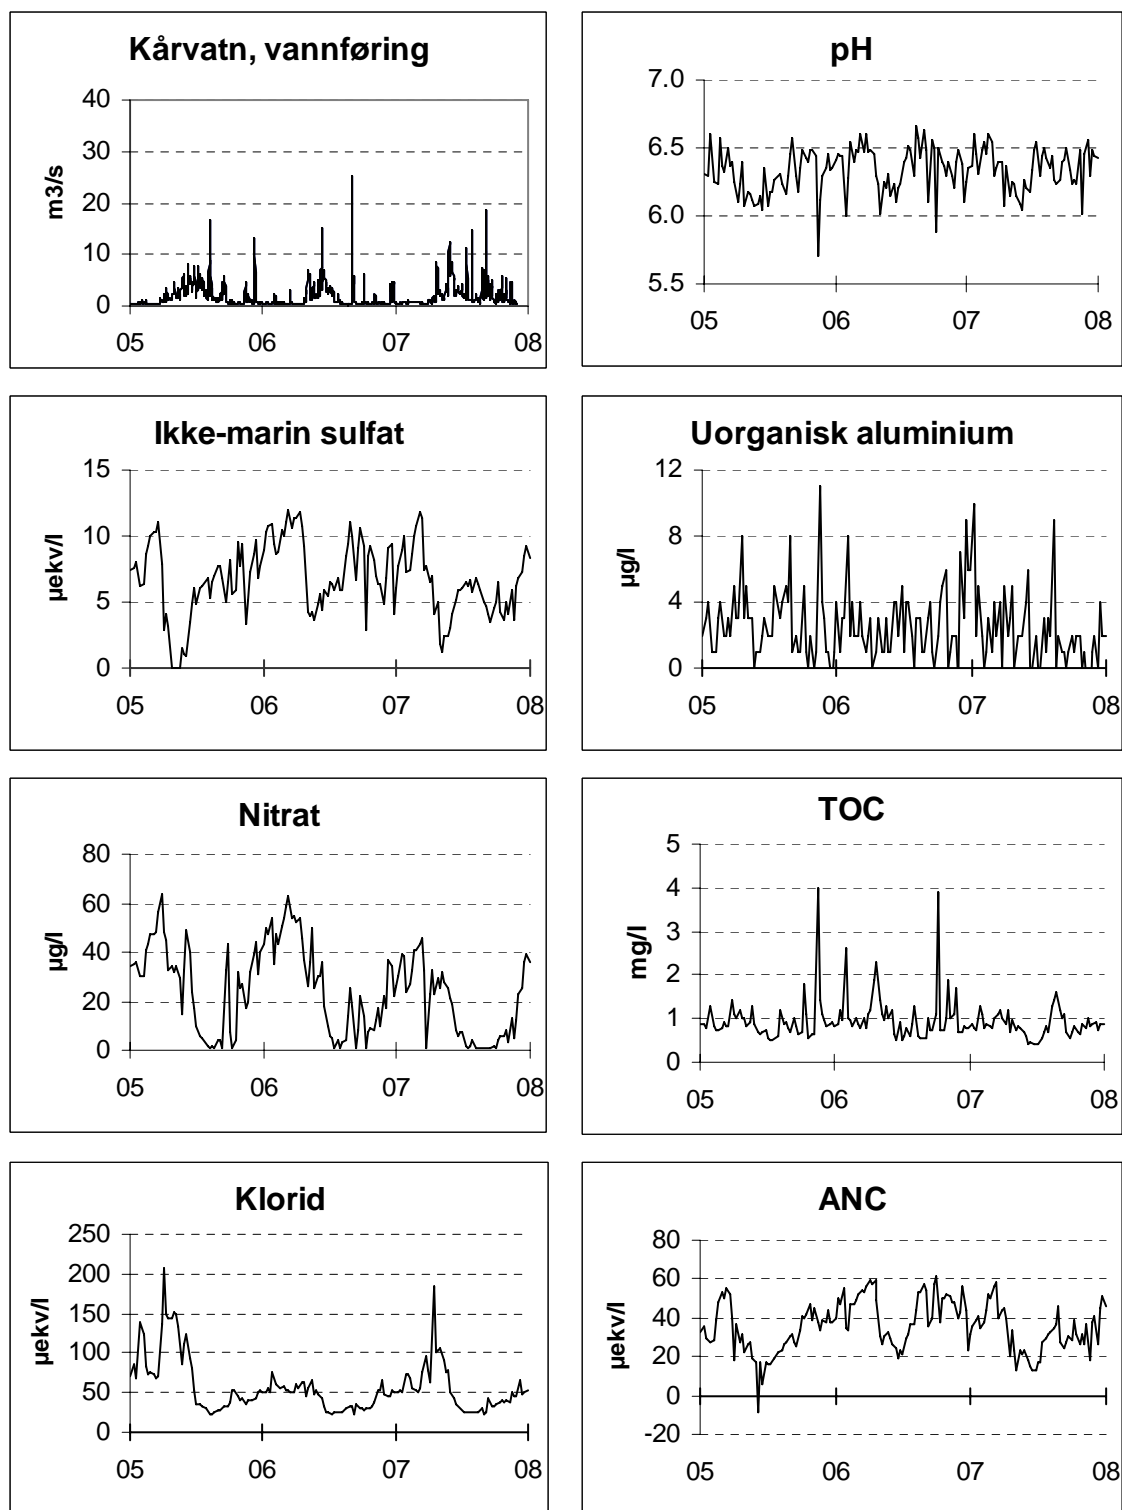 Kårvatn, vannføring
m3/s
40
30
20
10
0
05 06 07 08
pH
7.0
6.5
6.0
5.5
05 06 07 08
Ikke-marin sulfat
µekv/l
15
10
5
0
05 06 07 08
Uorganisk aluminium
µg/l
12
8
4
0
05 06 07 08
Nitrat
µg/l
80
60
40
20
0
05 06 07 08
TOC
mg/l
5
4
3
2
1
0
05 06 07 08
Klorid
µekv/l
250
200
150
100
50
0
05 06 07 08
ANC
µekv/l
80
60
40
20
0
-20
05 06 07 08